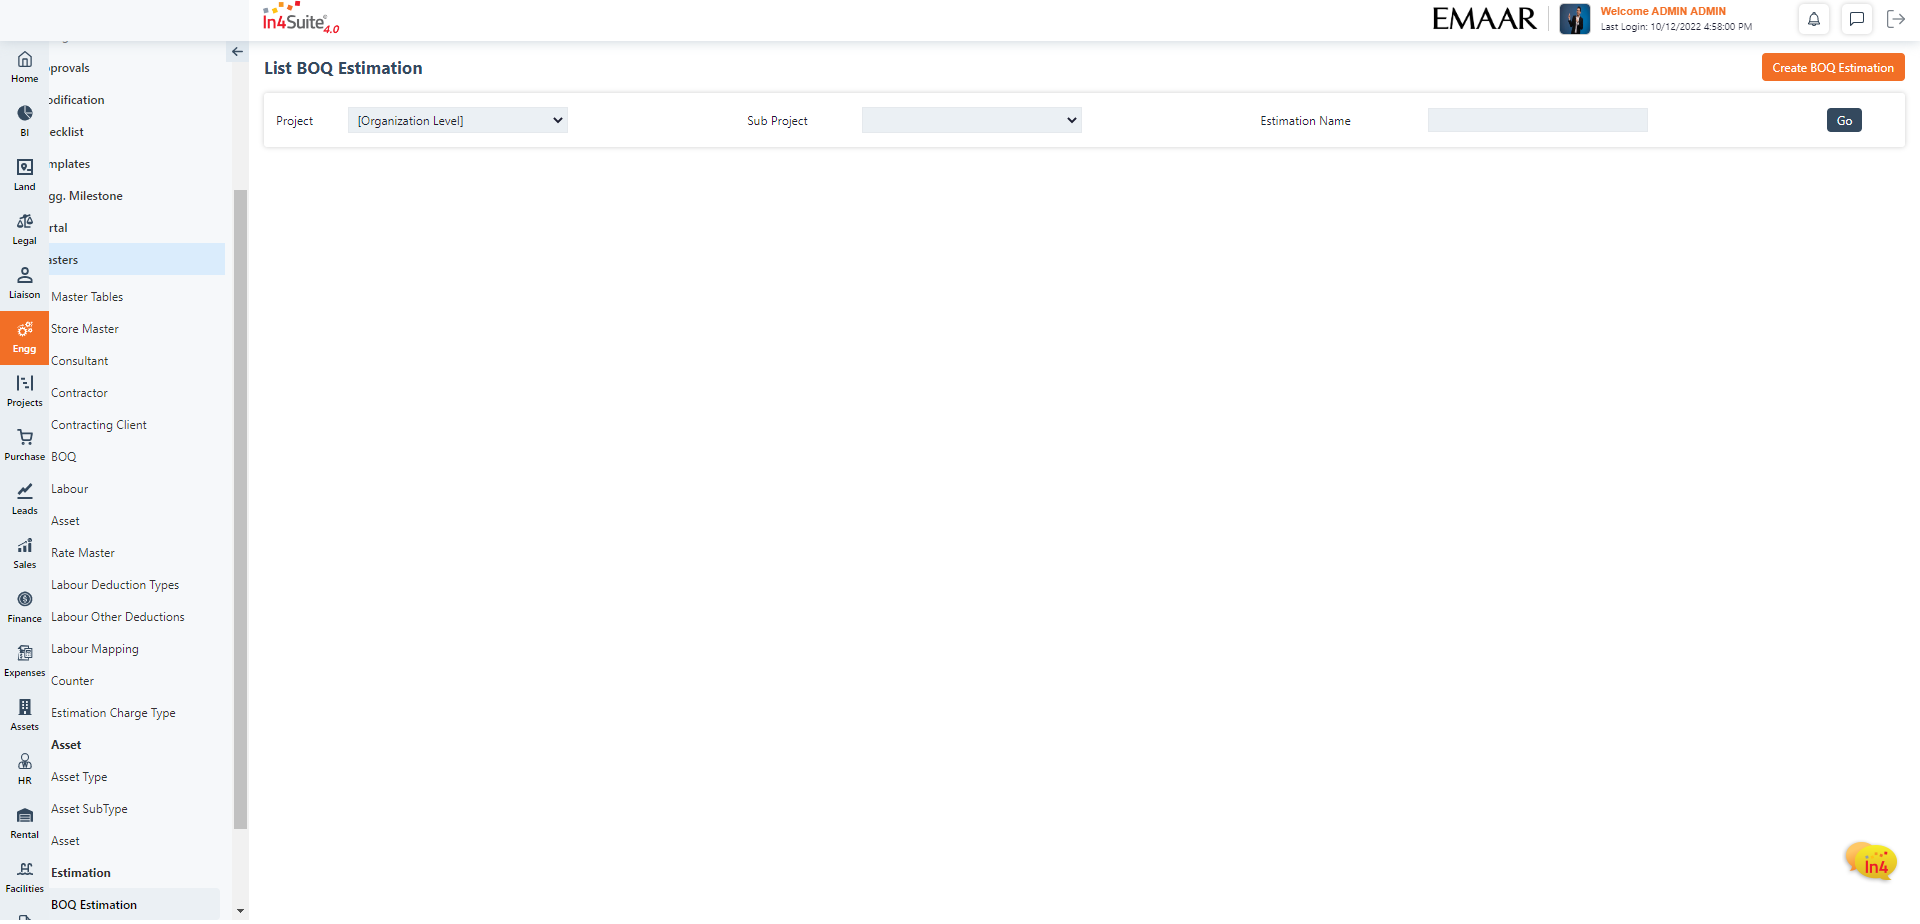 In4Suite® 4.0
EMAAR
Welcome ADMIN ADMIN
Last Login: 10/12/2022 4:58:00 PM
Home
BI
Land
Legal
Liaison
Engg
Projects
Purchase
Leads
Sales
Finance
Expenses
Assets
HR
Rental
Facilities
provals
odification
ecklist
mplates
gg. Milestone
rtal
asters
Master Tables
Store Master
Consultant
Contractor
Contracting Client
BOQ
Labour
Asset
Rate Master
Labour Deduction Types
Labour Other Deductions
Labour Mapping
Counter
Estimation Charge Type
Asset
Asset Type
Asset SubType
Asset
Estimation
BOQ Estimation
List BOQ Estimation
Create BOQ Estimation
Project [Organization Level] Sub Project Estimation Name Go
in4